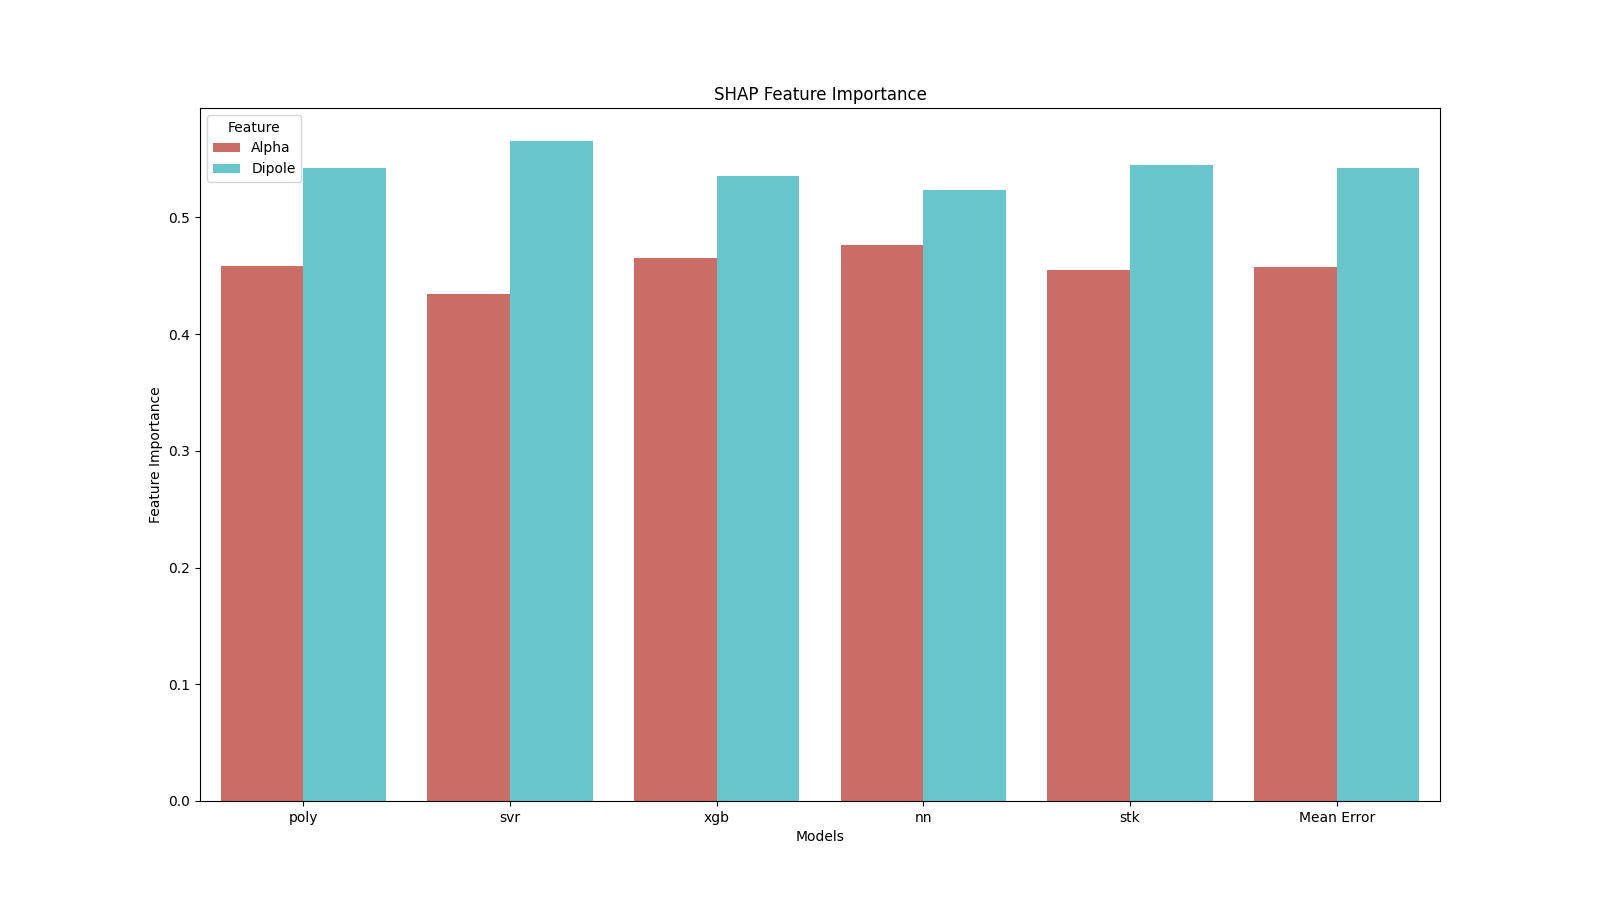 SHAP Feature Importance
Feature
Alpha
Dipole
0.5
0.4
0.3
0.2
0.1
0.0
Feature Importance
poly svr xgb nn stk Mean Error
Models